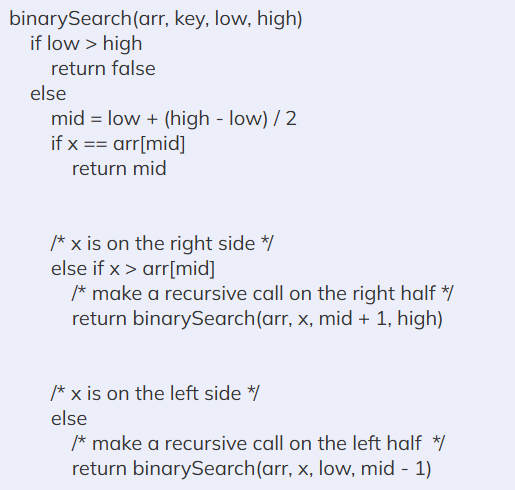 binarySearch(arr, key, low, high)
if low > high
return false
else
mid = low + (high - low) / 2
if x == arr[mid]
return mid
/* x is on the right side */
else if x > arr[mid]
/* make a recursive call on the right half */
return binarySearch(arr, x, mid + 1, high)
/* x is on the left side */
else
/* make a recursive call on the left half  */
return binarySearch(arr, x, low, mid - 1)